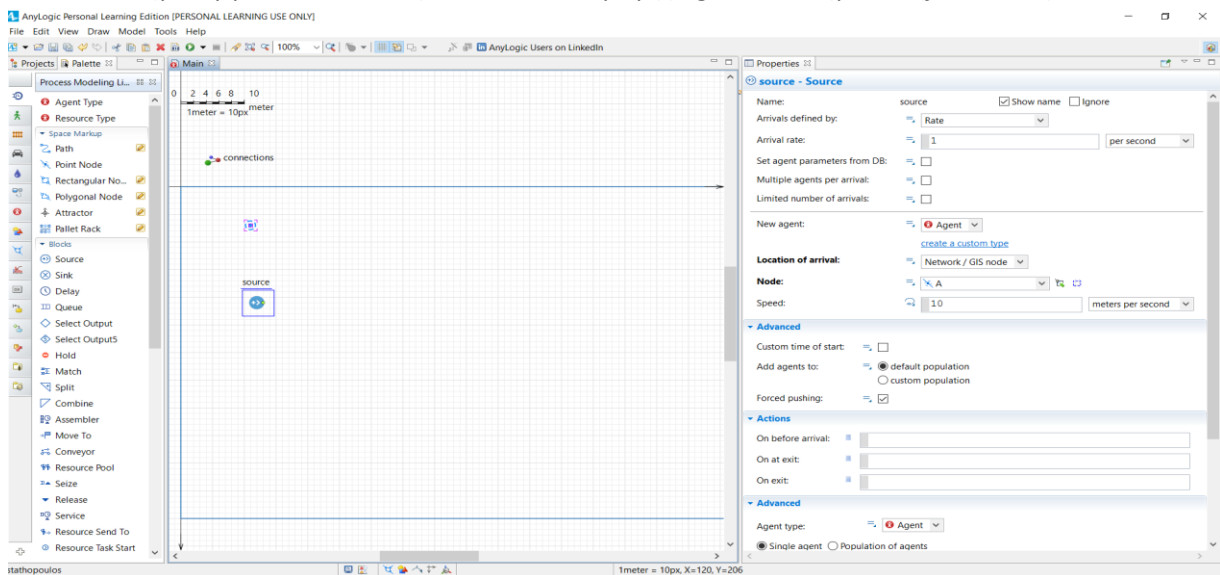 AnyLogic Personal Learning Edition [PERSONAL LEARNING USE ONLY]
File Edit View Draw Model Tools Help
100% AnyLogic Users on LinkedIn
Projects Palette Main Properties
Process Modeling Li...
Agent Type
Resource Type
Space Markup
Path
Point Node
Rectangular No...
Polygonal Node
Attractor
Pallet Rack
Blocks
Source
Sink
Delay
Queue
Select Output
Select Output5
Hold
Match
Split
Combine
Assembler
Move To
Conveyor
Resource Pool
Seize
Release
Service
Resource Send To
Resource Task Start
0 2 4 6 8 10
meter
1meter = 10px
connections
source
source - Source
Name: source Show name Ignore
Arrivals defined by: Rate
Arrival rate: 1 per second
Set agent parameters from DB:
Multiple agents per arrival:
Limited number of arrivals:
New agent: Agent
create a custom type
Location of arrival: Network / GIS node
Node: A
Speed: 10 meters per second
Advanced
Custom time of start:
Add agents to: default population
custom population
Forced pushing:
Actions
On before arrival:
On at exit:
On exit:
Advanced
Agent type: Agent
Single agent Population of agents
stathopoulos 1meter = 10px, X=120, Y=206